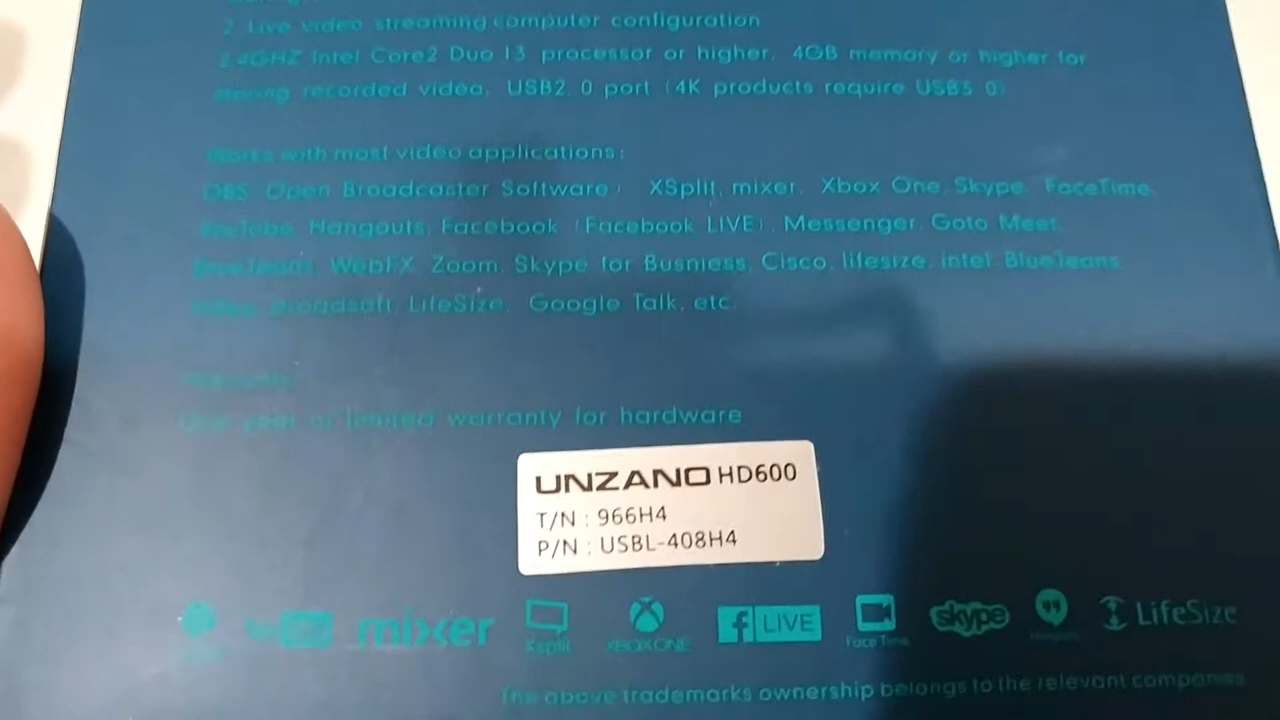 2 Live video streaming computer configuration
2.4GHZ Intel Core2 Duo I3 processor or higher, 4GB memory or higher for
storing recorded video, USB2.0 port (4K products require USB3.0)
Works with most video applications:
OBS (Open Broadcaster Software), XSplit, mixer, Xbox One, Skype, FaceTime,
YouTube, Hangouts, Facebook (Facebook LIVE), Messenger, Goto Meet,
BlueJeans, WebFX, Zoom, Skype for Busniess, Cisco, lifesize, intel BlueJeans
Video, Broadsoft, LifeSize, Google Talk, etc.
Warranty
One year of limited warranty for hardware
UNZANO HD600
T/N : 966H4
P/N : USBL-408H4
mixer
Xsplit
XBOX ONE
f LIVE
Face Time
skype
Hangouts
LifeSize
The above trademarks ownership belongs to the relevant companies